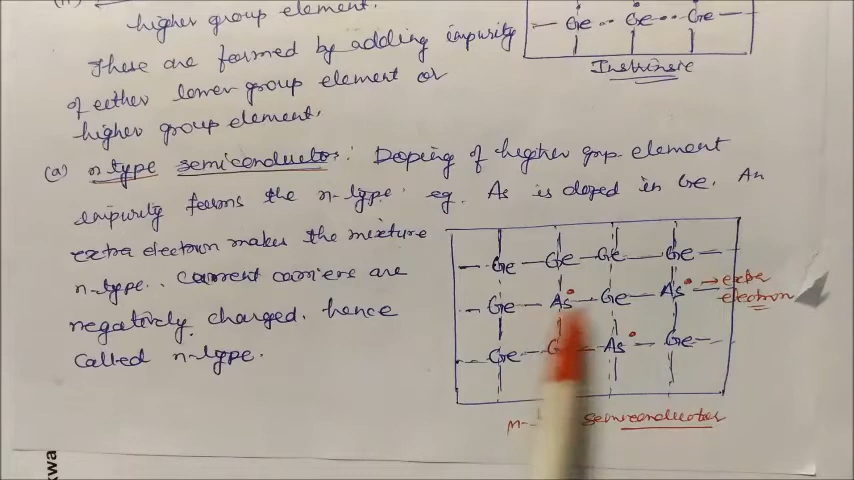 higher group element.
These are formed by adding impurity
of either lower group element or
higher group element.
Ge Ge Ge
Intrinsic
(a) n type semiconductor: Doping of higher grp. element
impurity forms the n-type. eg. As is doped in Ge. An
extra electron makes the mixture
n-type. Current carriers are
negatively charged, hence
called n-type.
Ge Ge Ge Ge
Ge As Ge As → extra
electron
Ge As Ge
semiconductor